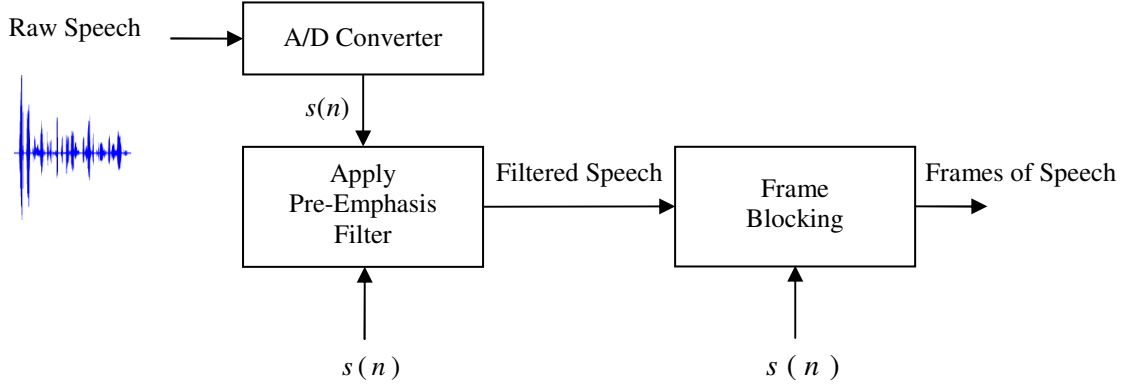 Raw Speech
A/D Converter
s(n)
Apply
Pre-Emphasis
Filter
Filtered Speech
Frame
Blocking
Frames of Speech
s ( n )
s ( n )